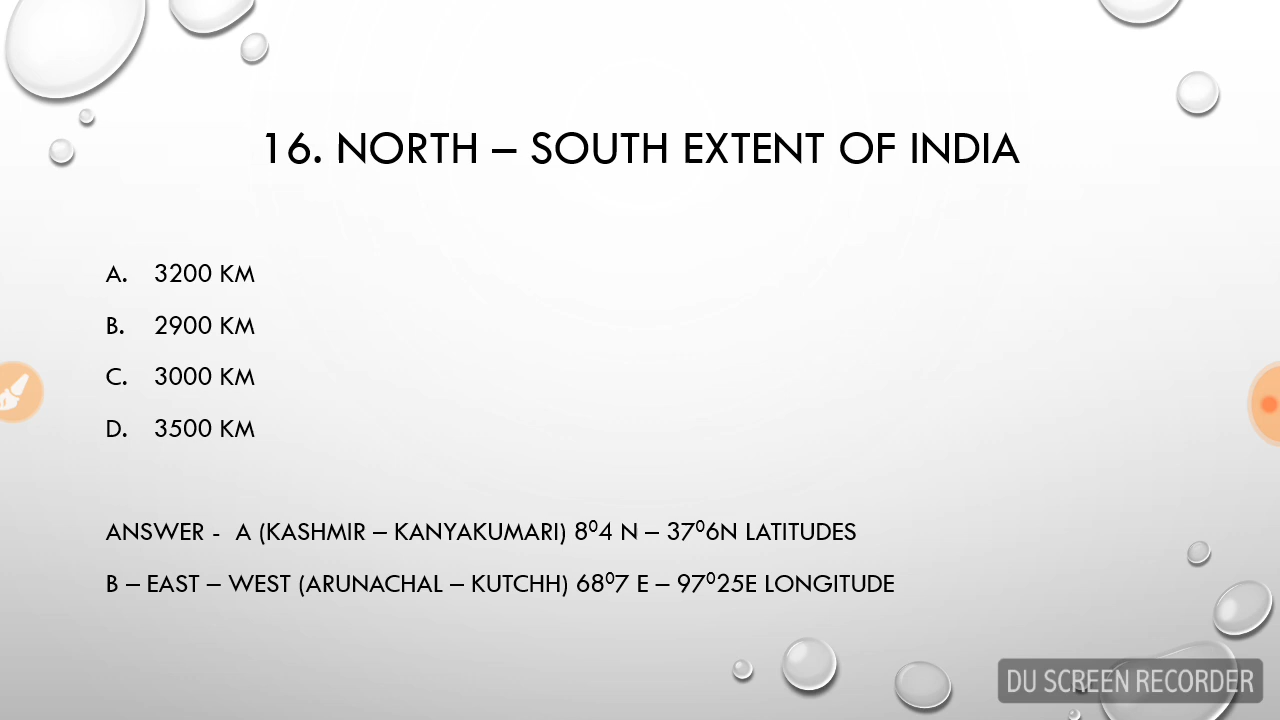 16. NORTH – SOUTH EXTENT OF INDIA
A. 3200 KM
B. 2900 KM
C. 3000 KM
D. 3500 KM
ANSWER - A (KASHMIR – KANYAKUMARI) 8⁰4 N – 37⁰6N LATITUDES
B – EAST – WEST (ARUNACHAL – KUTCHH) 68⁰7 E – 97⁰25E LONGITUDE
DU SCREEN RECORDER